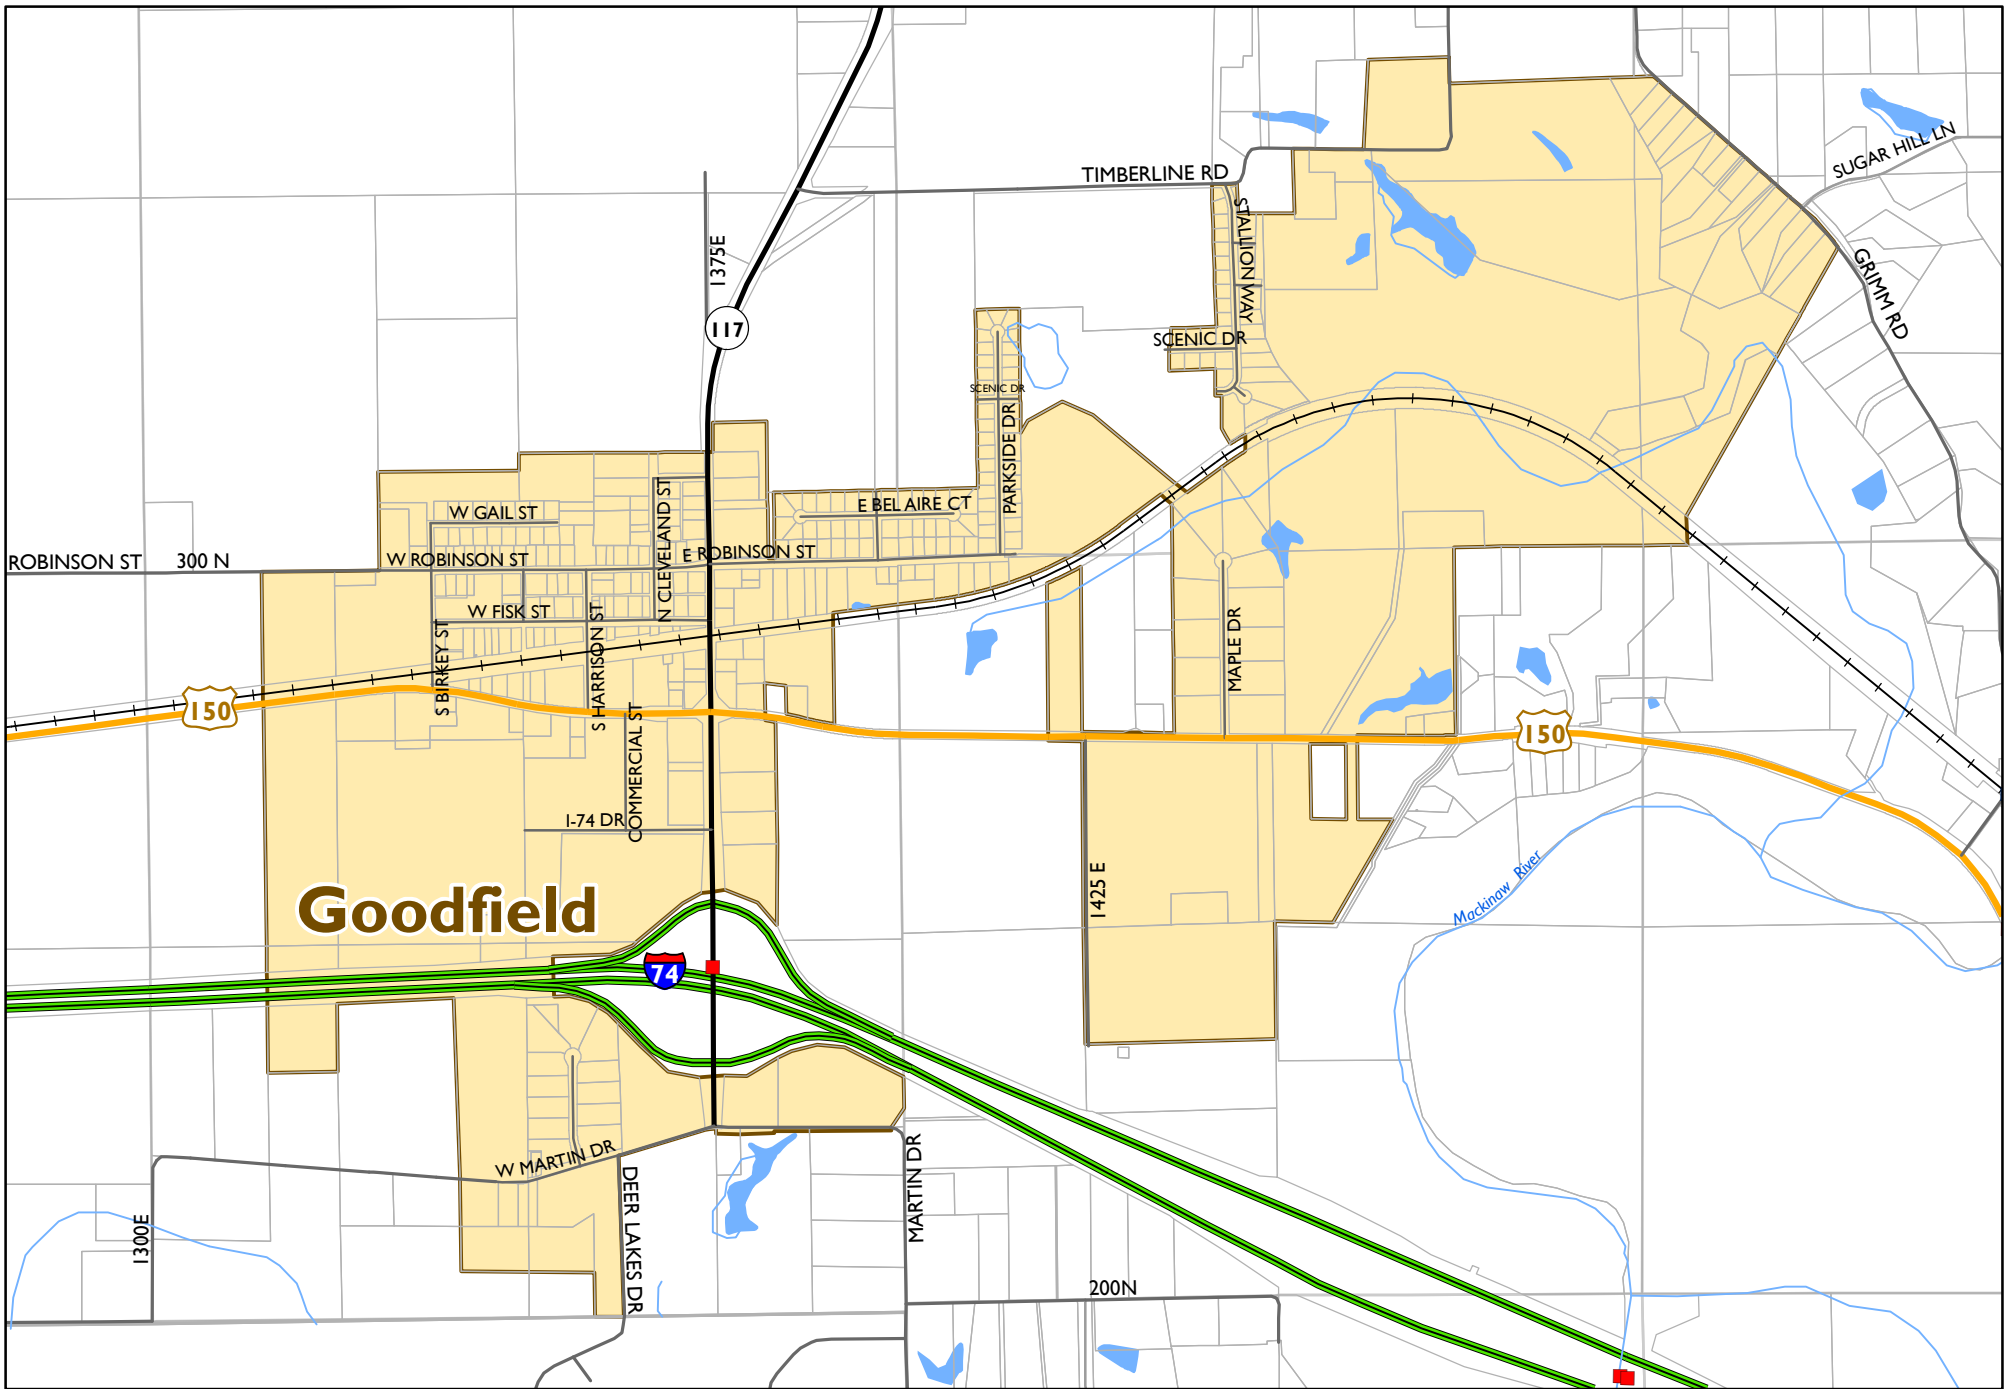 SUGAR HILL LN
TIMBERLINE RD
STALLION WAY
1375E
GRIMM RD
117
SCENIC DR
SCENIC DR
PARKSIDE DR
E BEL AIRE CT
W GAIL ST
N CLEVELAND ST
E ROBINSON ST
ROBINSON ST
300 N
W ROBINSON ST
W FISK ST
S BIRKEY ST
S HARRISON ST
MAPLE DR
150
150
COMMERCIAL ST
I-74 DR
1425 E
Mackinaw River
Goodfield
74
W MARTIN DR
DEER LAKES DR
MARTIN DR
1300E
200N